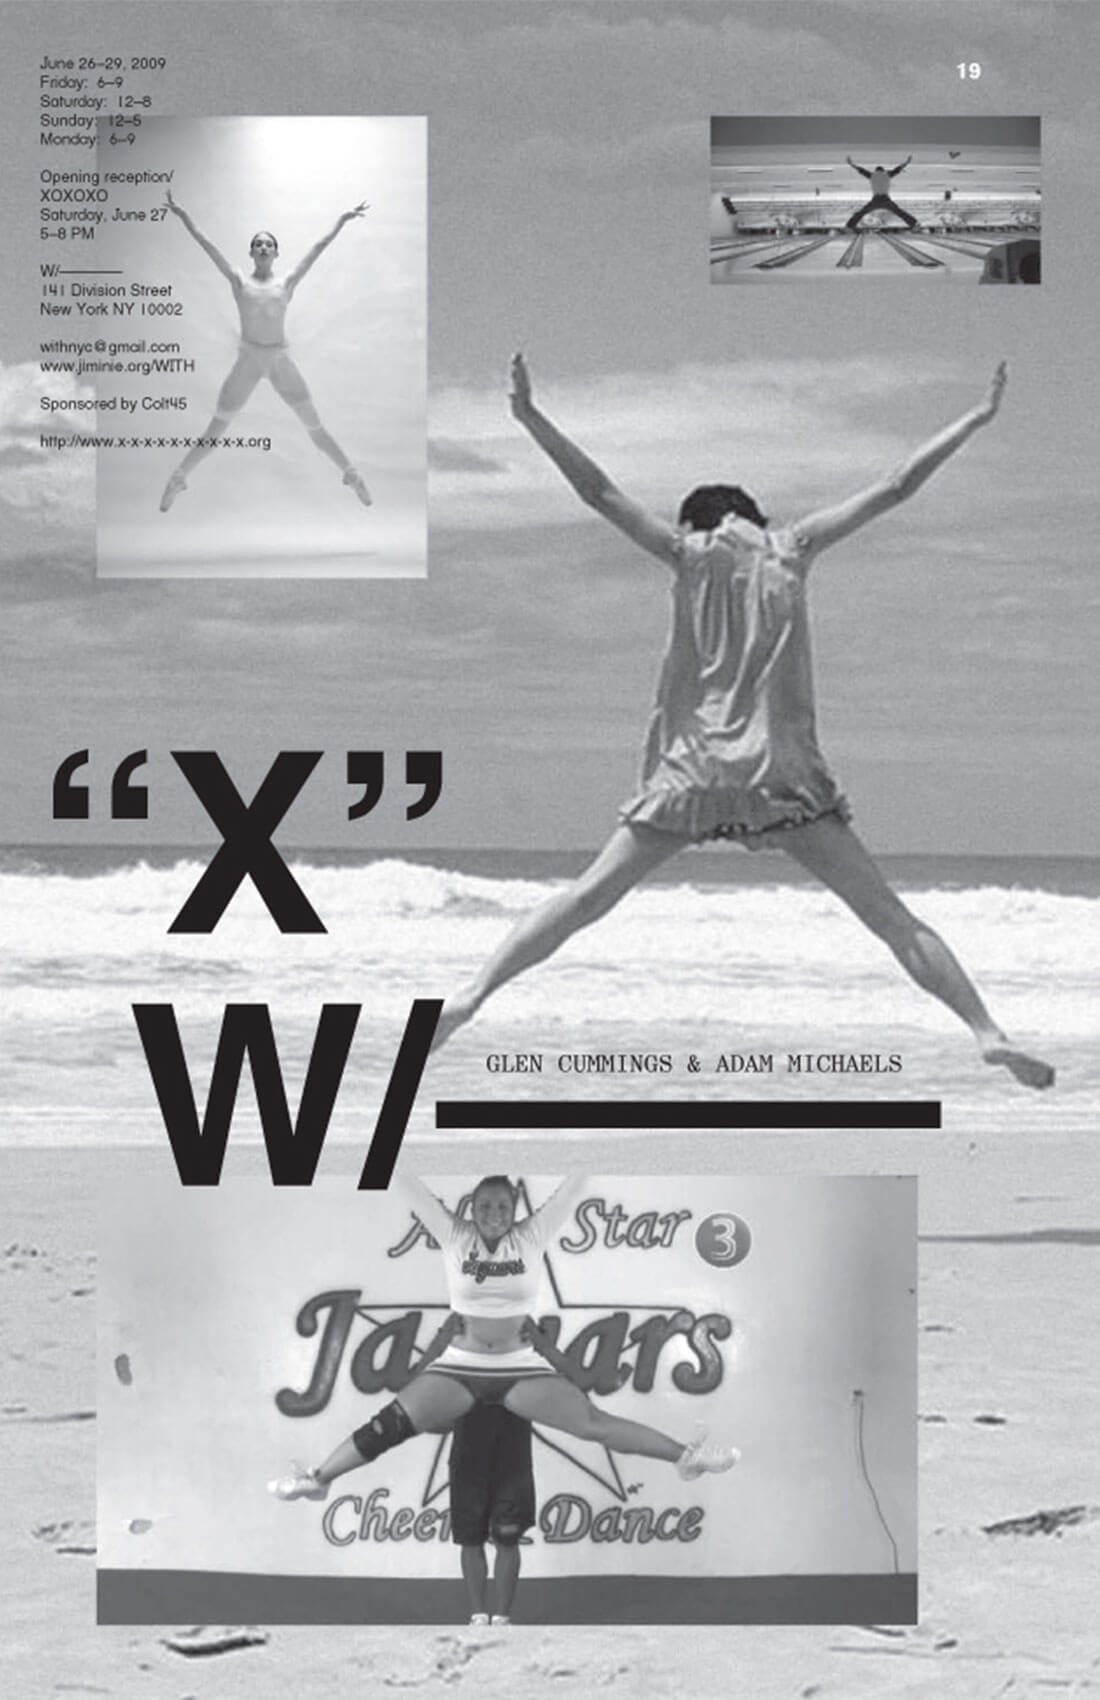 June 26–29, 2009
Friday: 6–9
Saturday: 12–8
Sunday: 12–5
Monday: 6–9
Opening reception/
XOXOXO
Saturday, June 27
5–8 PM
W/————
141 Division Street
New York NY 10002
withnyc@gmail.com
www.jiminie.org/WITH
Sponsored by Colt45
http://www.x-x-x-x-x-x-x-x-x-x.org
19
“X”
W/
GLEN CUMMINGS & ADAM MICHAELS
Star 3
Cheer & Dance